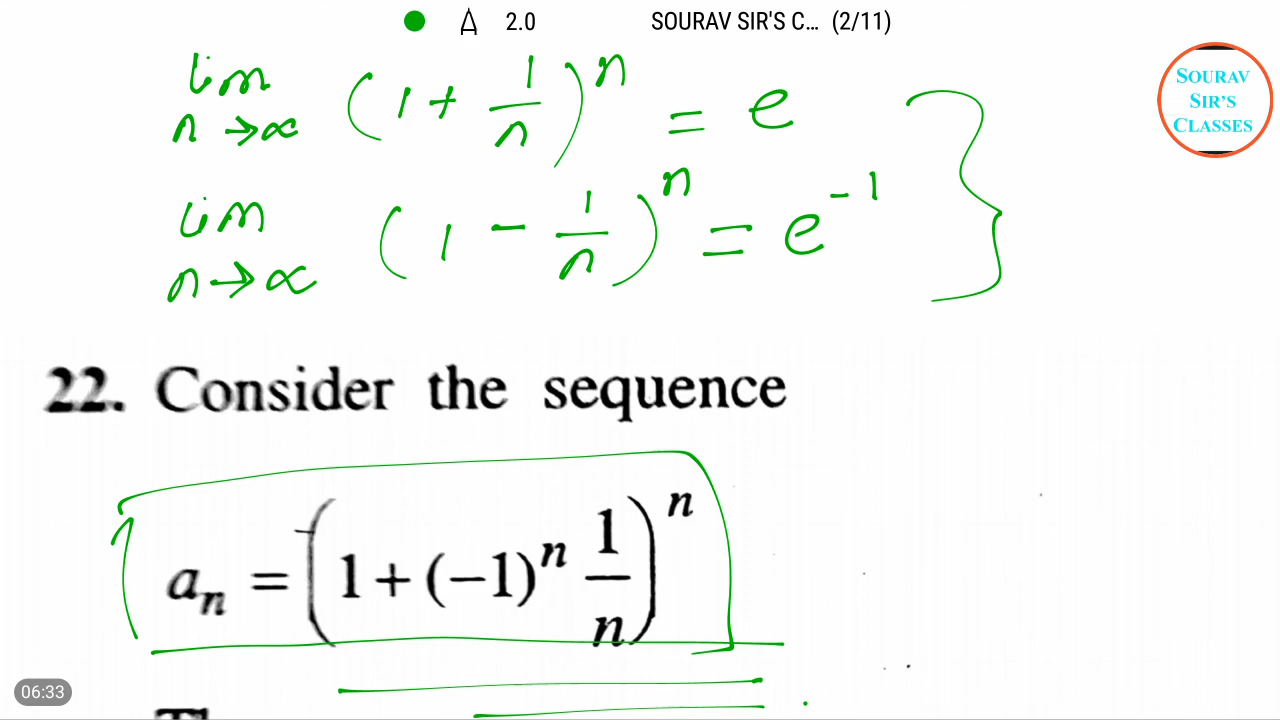 2.0 SOURAV SIR'S C... (2/11)
SOURAV
SIR'S
CLASSES
lim n→∝ (1 + 1/n)^n = e
lim n→∝ (1 - 1/n)^n = e^-1
22. Consider the sequence
a_n = (1+(−1)^n 1/n)^n
06:33